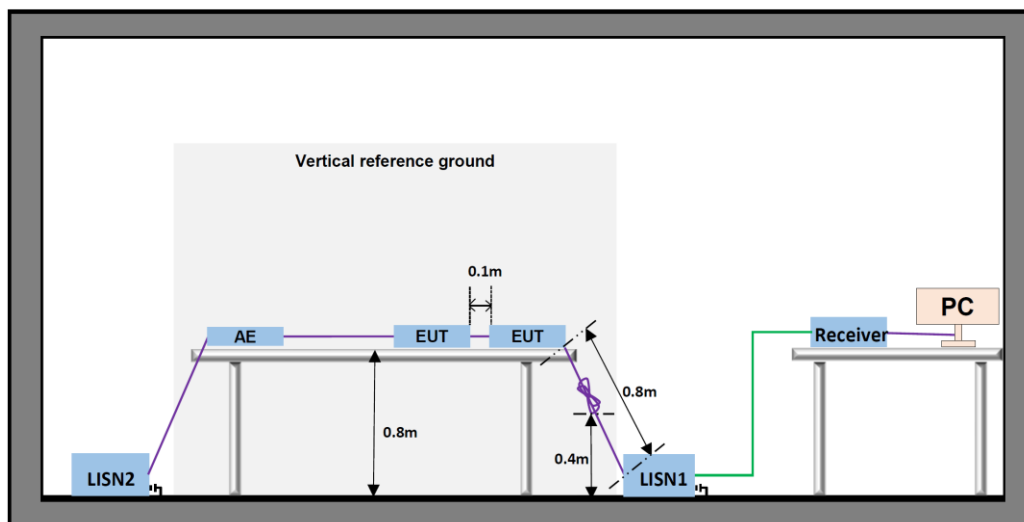 Vertical reference ground
0.1m
AE
EUT
EUT
PC
Receiver
0.8m
0.8m
0.4m
LISN2
LISN1